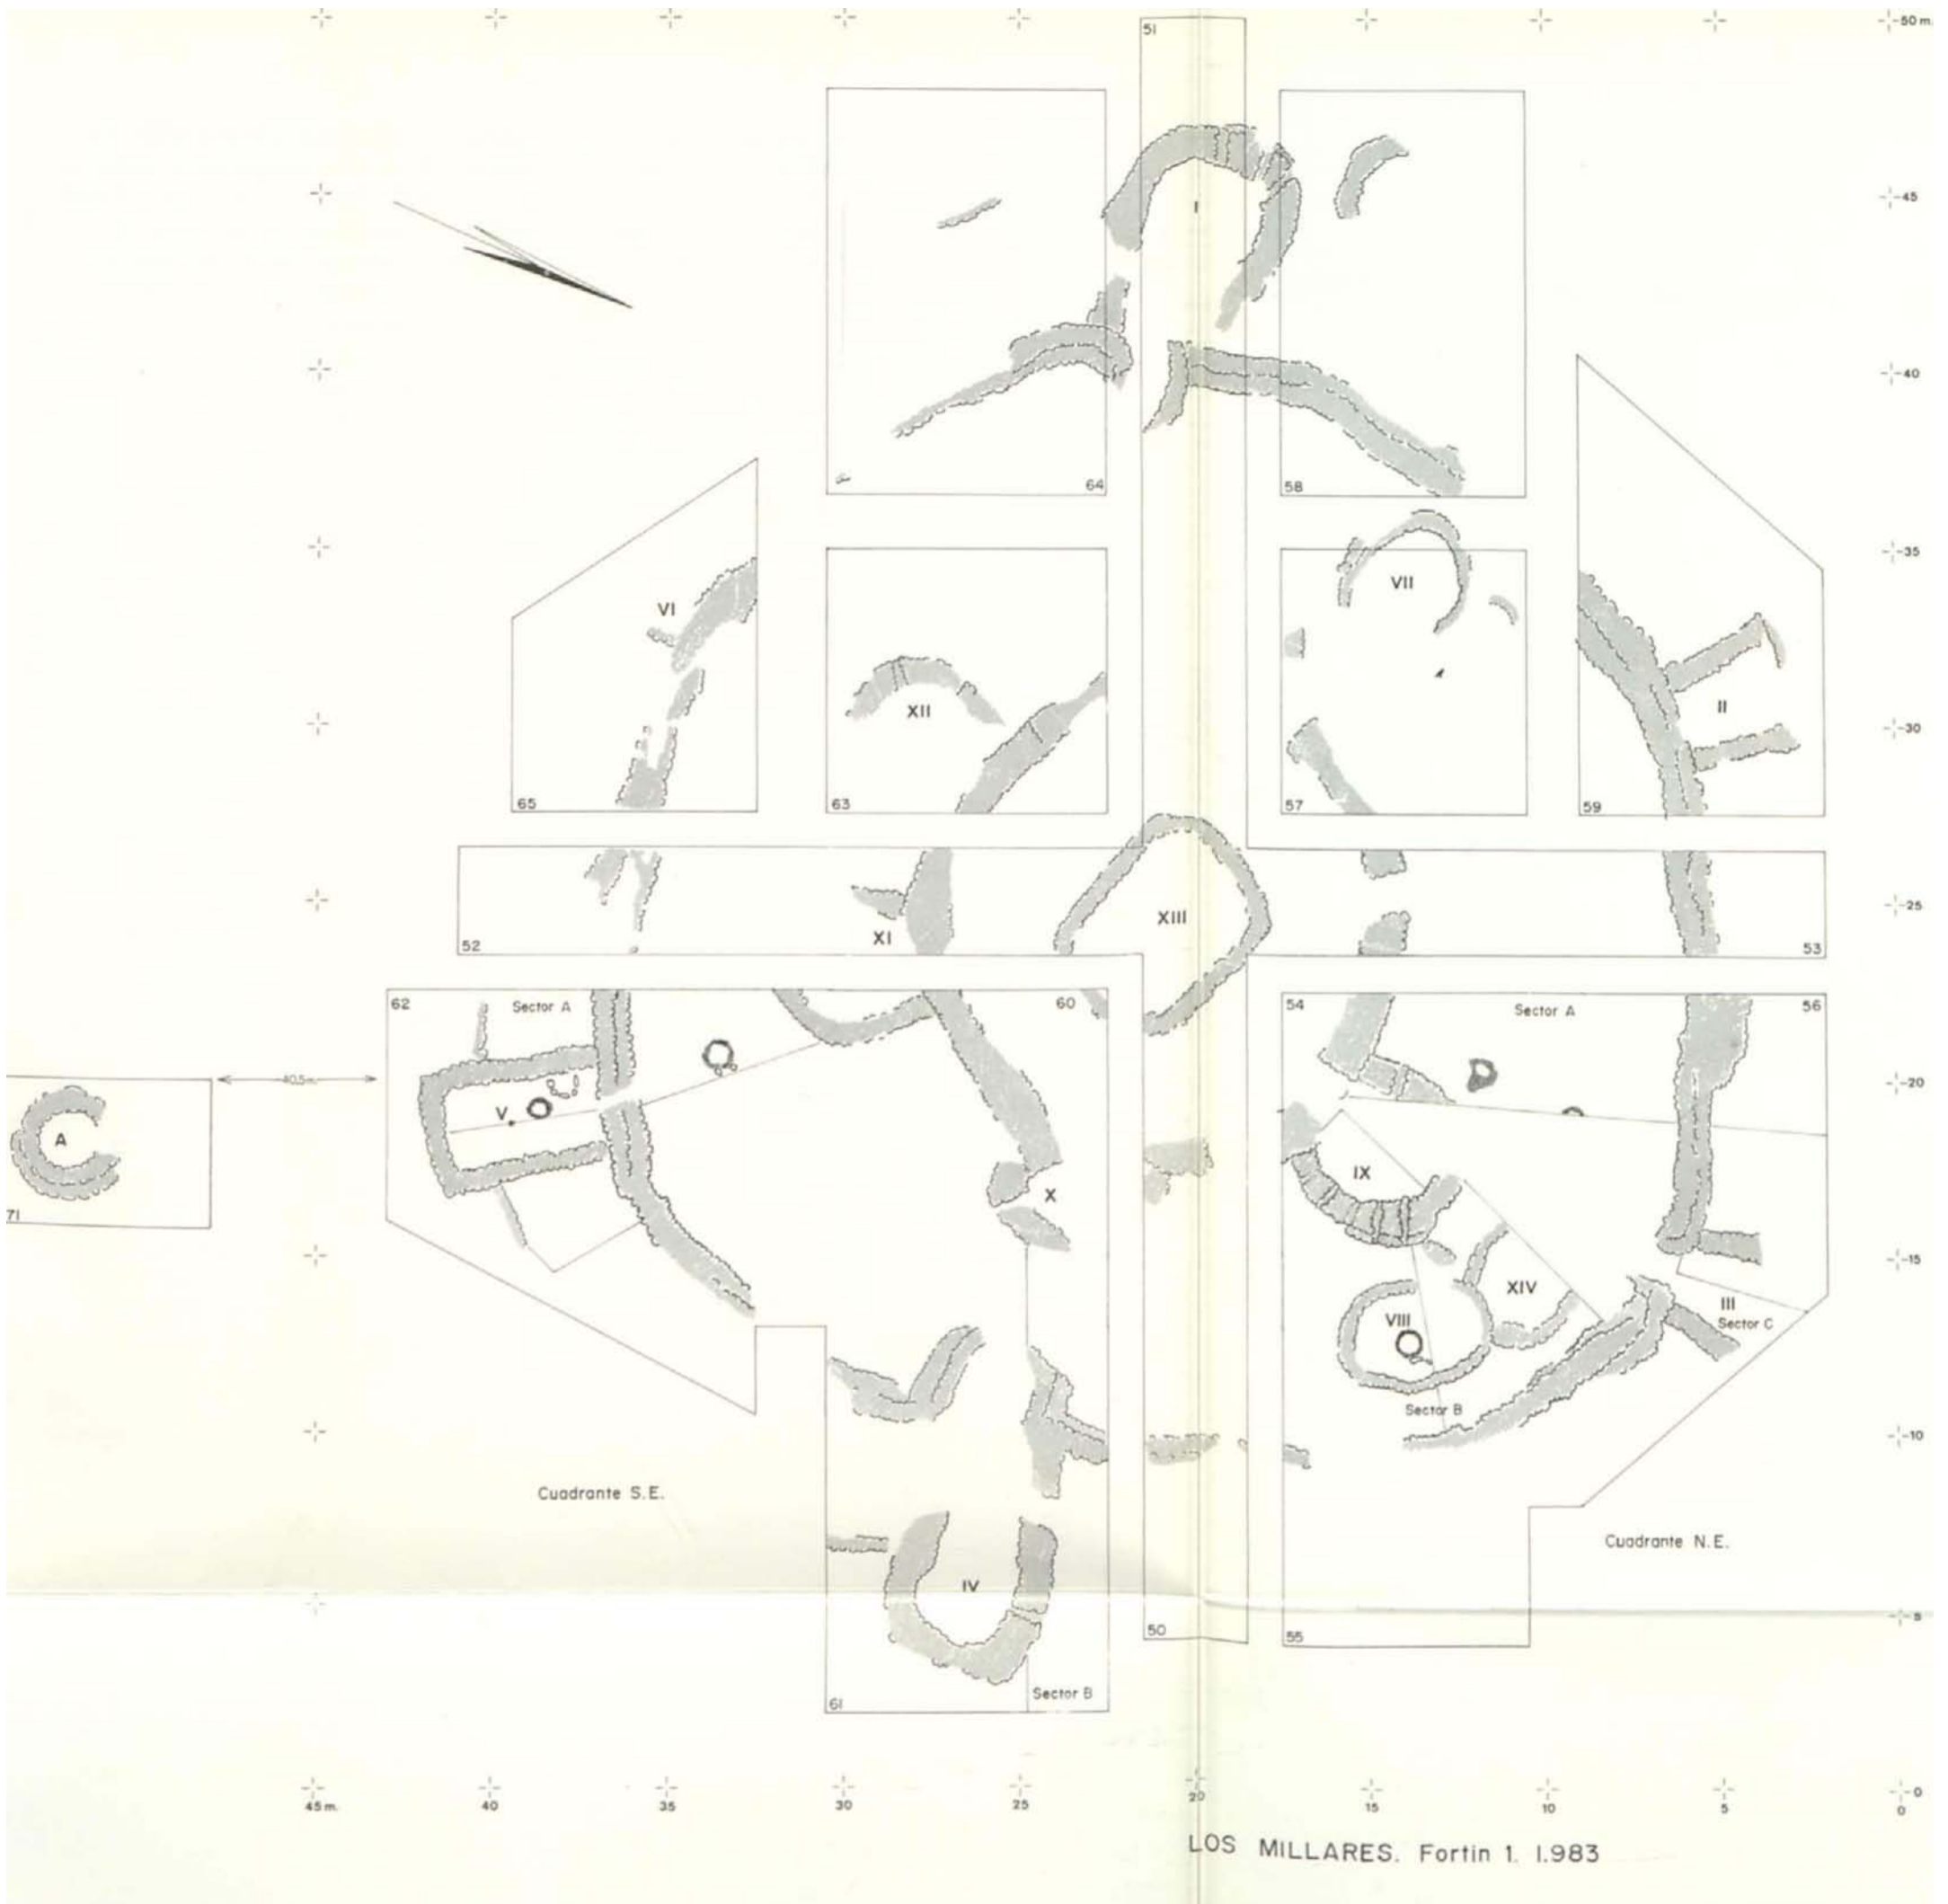 50 m.
51
I
45
40
64
58
35
VII
VI
XII
II
30
65
63
57
59
XIII
25
XI
52
53
62
Sector A
60
54
Sector A
56
40,5 m.
20
V
A
IX
X
71
15
XIV
III
VIII
Sector C
Sector B
10
Cuadrante S.E.
Cuadrante N.E.
IV
5
50
55
Sector B
61
0
45 m.
40
35
30
25
20
15
10
5
0
LOS MILLARES. Fortin 1. 1.983